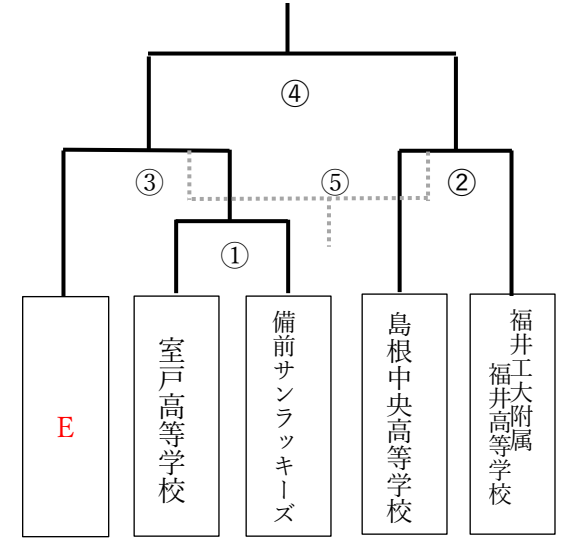 ④
③
⑤
②
①
E
室戸高等学校
備前サンラッキーズ
島根中央高等学校
福井工大附属
福井高等学校